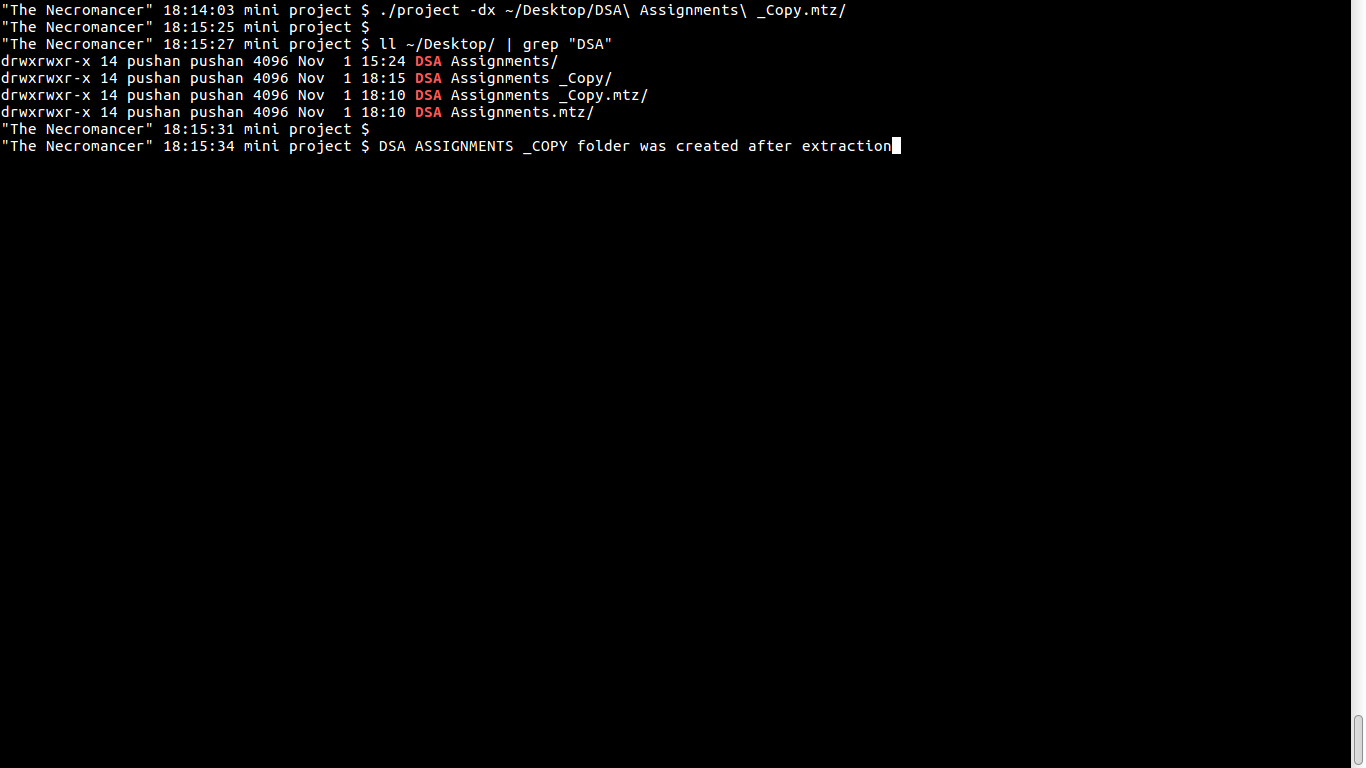 "The Necromancer" 18:14:03 mini project $ ./project -dx ~/Desktop/DSA\ Assignments\ _Copy.mtz/
"The Necromancer" 18:15:25 mini project $
"The Necromancer" 18:15:27 mini project $ ll ~/Desktop/ | grep "DSA"
drwxrwxr-x 14 pushan pushan 4096 Nov  1 15:24 DSA Assignments/
drwxrwxr-x 14 pushan pushan 4096 Nov  1 18:15 DSA Assignments _Copy/
drwxrwxr-x 14 pushan pushan 4096 Nov  1 18:10 DSA Assignments _Copy.mtz/
drwxrwxr-x 14 pushan pushan 4096 Nov  1 18:10 DSA Assignments.mtz/
"The Necromancer" 18:15:31 mini project $
"The Necromancer" 18:15:34 mini project $ DSA ASSIGNMENTS _COPY folder was created after extraction